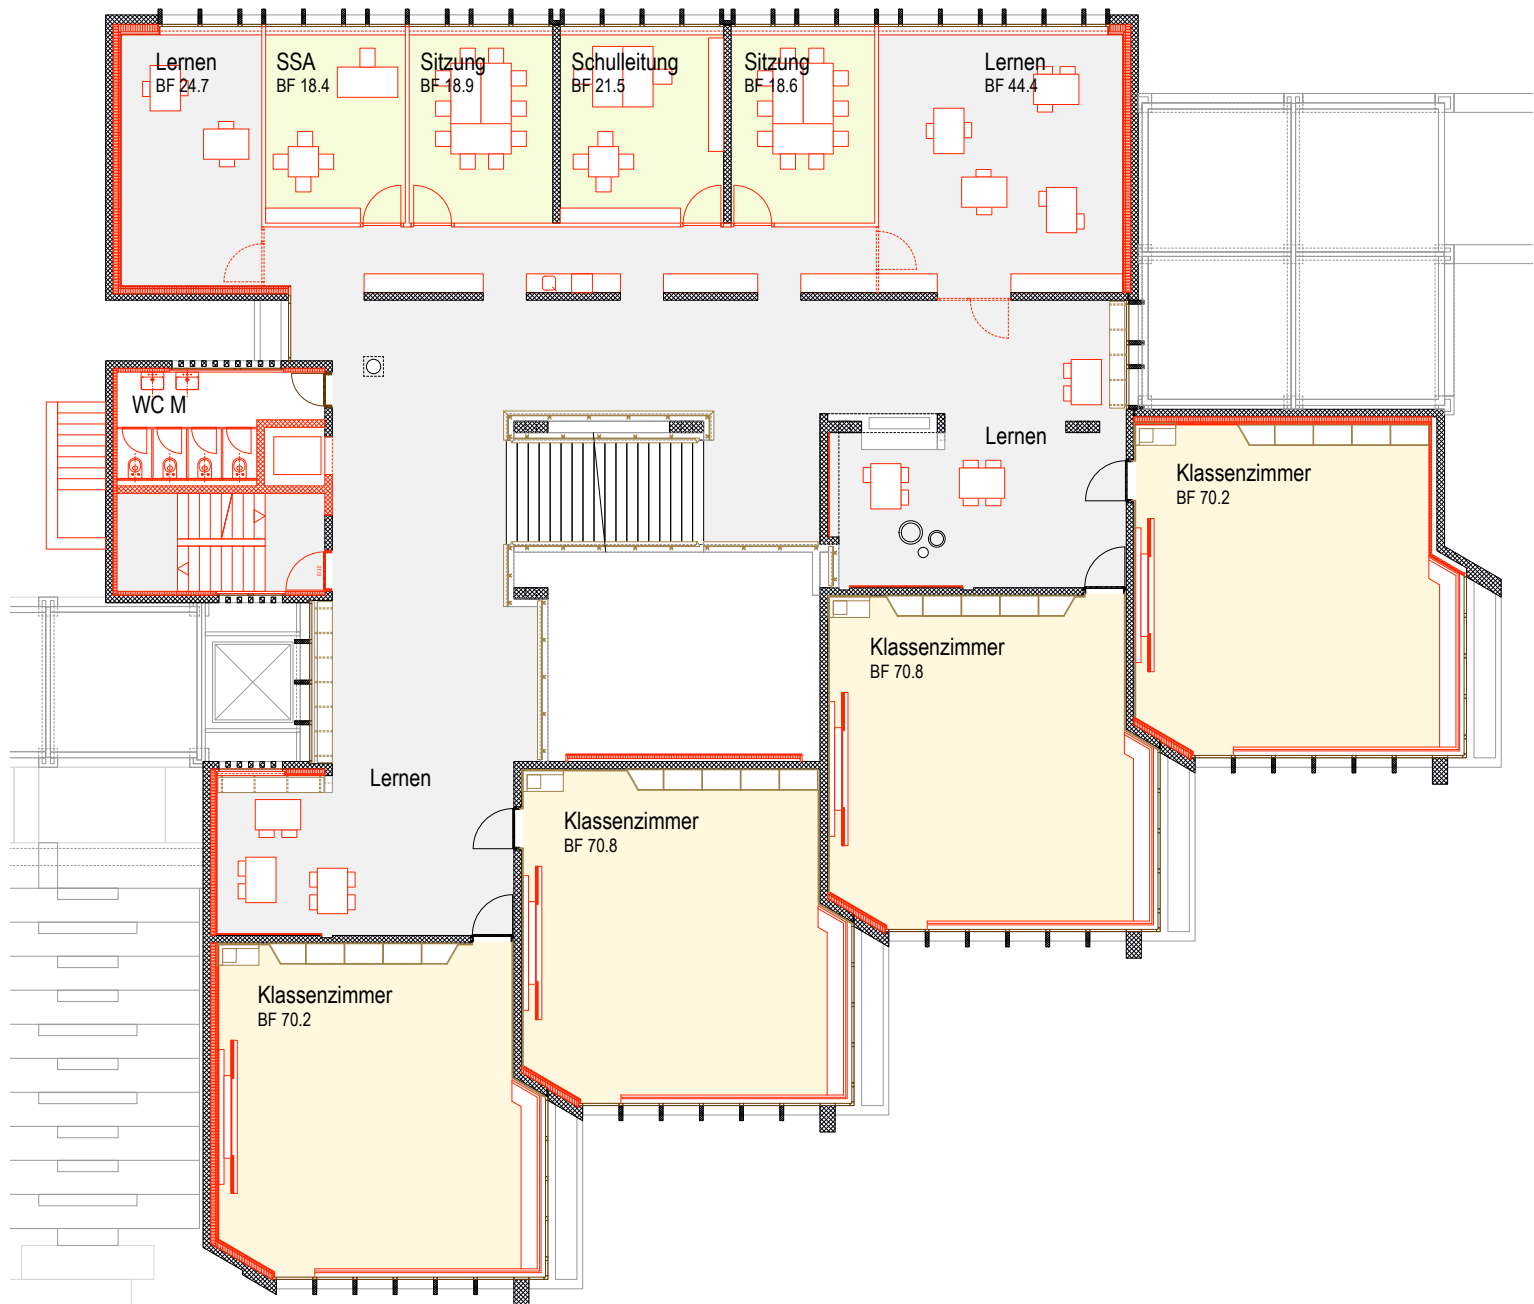 Lernen
BF 24.7
SSA
BF 18.4
Sitzung
BF 18.9
Schulleitung
BF 21.5
Sitzung
BF 18.6
Lernen
BF 44.4
WC M
Lernen
Klassenzimmer
BF 70.2
Klassenzimmer
BF 70.8
Lernen
Klassenzimmer
BF 70.8
Klassenzimmer
BF 70.2